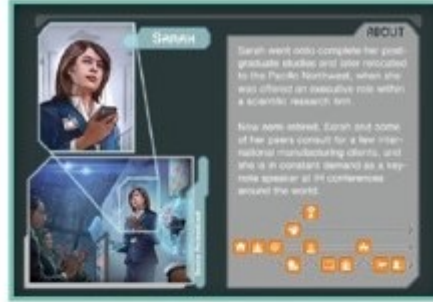 SARAH
ABOUT
Sarah went onto complete her post-
graduate studies and later relocated
to the Pacific Northwest, when she
was offered an executive role within
a scientific research firm.
Now semi-retired, Sarah and some
of her peers consult for a few inter-
national manufacturing clients, and
she is in constant demand as a key-
note speaker at IH conferences
around the world.